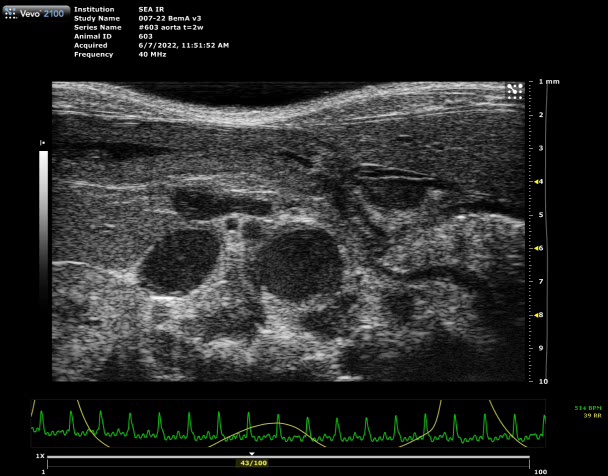 Vevo 2100
Institution SEA IR
Study Name 007-22 BemA v3
Series Name #603 aorta t=2w
Animal ID 603
Acquired 6/7/2022, 11:51:52 AM
Frequency 40 MHz
1 mm
2
3
4
5
6
7
8
9
10
514 BPM
39 RR
1X
43/100
1
100